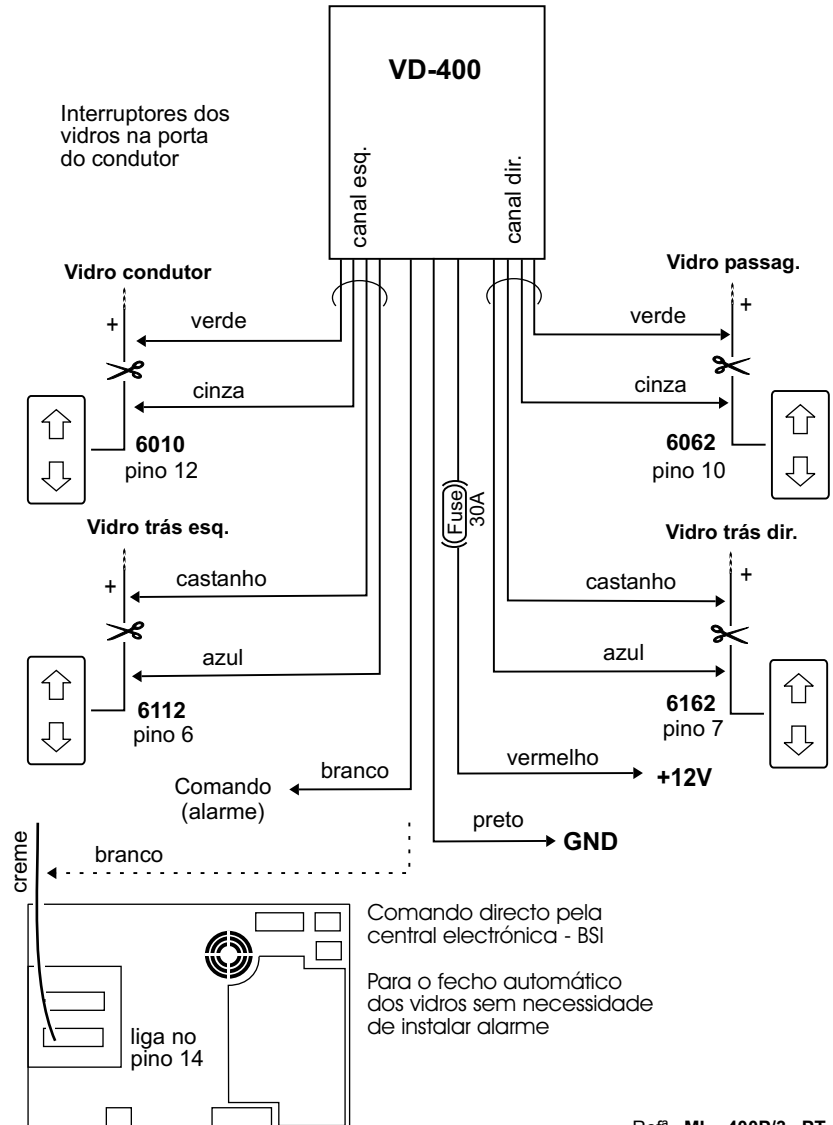 VD-400
Interruptores dos
vidros na porta
do condutor
canal esq.
canal dir.
Vidro condutor
+
verde
cinza
6010
pino 12
Vidro passag.
+
verde
cinza
6062
pino 10
Fuse
30A
Vidro trás esq.
+
castanho
azul
6112
pino 6
Vidro trás dir.
+
castanho
azul
6162
pino 7
Comando
(alarme)
branco
vermelho
+12V
preto
GND
creme
branco
liga no
pino 14
Comando directo pela
central electrónica - BSI
Para o fecho automático
dos vidros sem necessidade
de instalar alarme